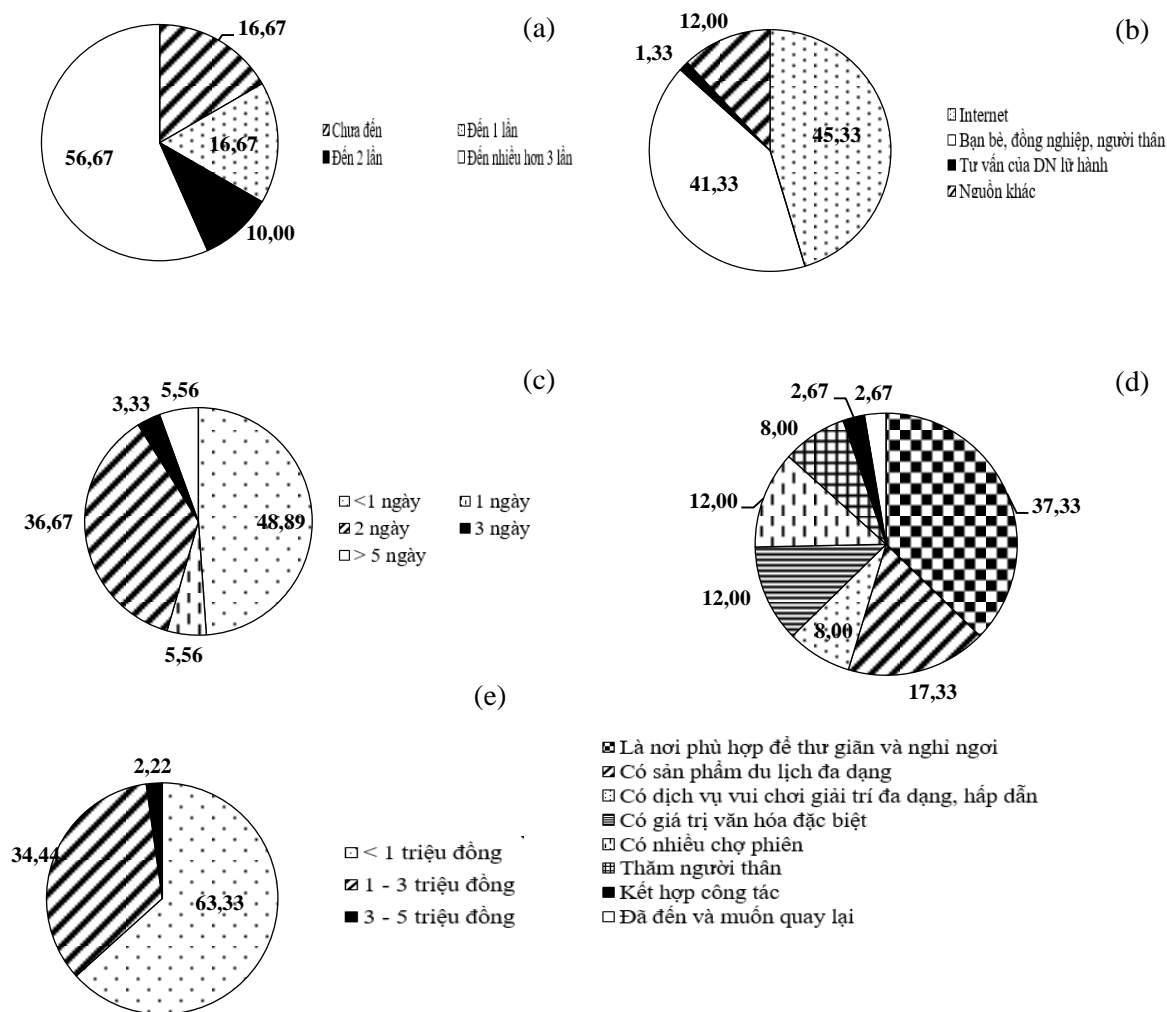 16,67
(a)
56,67
16,67
10,00
Chưa đến
Đến 1 lần
Đến 2 lần
Đến nhiều hơn 3 lần
12,00
(b)
1,33
45,33
41,33
Internet
Bạn bè, đồng nghiệp, người thân
Tư vấn của DN lữ hành
Nguồn khác
(c)
5,56
3,33
36,67
48,89
5,56
<1 ngày
1 ngày
2 ngày
3 ngày
> 5 ngày
(d)
2,67
2,67
8,00
12,00
37,33
12,00
8,00
17,33
Là nơi phù hợp để thư giãn và nghỉ ngơi
Có sản phẩm du lịch đa dạng
Có dịch vụ vui chơi giải trí đa dạng, hấp dẫn
Có giá trị văn hóa đặc biệt
Có nhiều chợ phiên
Thăm người thân
Kết hợp công tác
Đã đến và muốn quay lại
(e)
2,22
34,44
63,33
< 1 triệu đồng
1 - 3 triệu đồng
3 - 5 triệu đồng